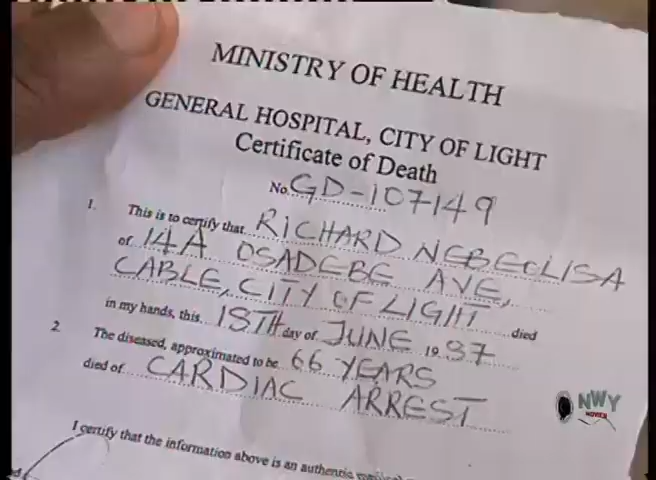 MINISTRY OF HEALTH
GENERAL HOSPITAL, CITY OF LIGHT
Certificate of Death
No. GD-107149
1. This is to certify that RICHARD NEBEOLISA
of 14A OSADEBE AVE,
CABLE, CITY OF LIGHT died
in my hands, this 18TH day of JUNE 1997
2. The diseased, approximated to be 66 YEARS
died of CARDIAC ARREST
I certify that the information above is an authentic
NWY
MOVIES